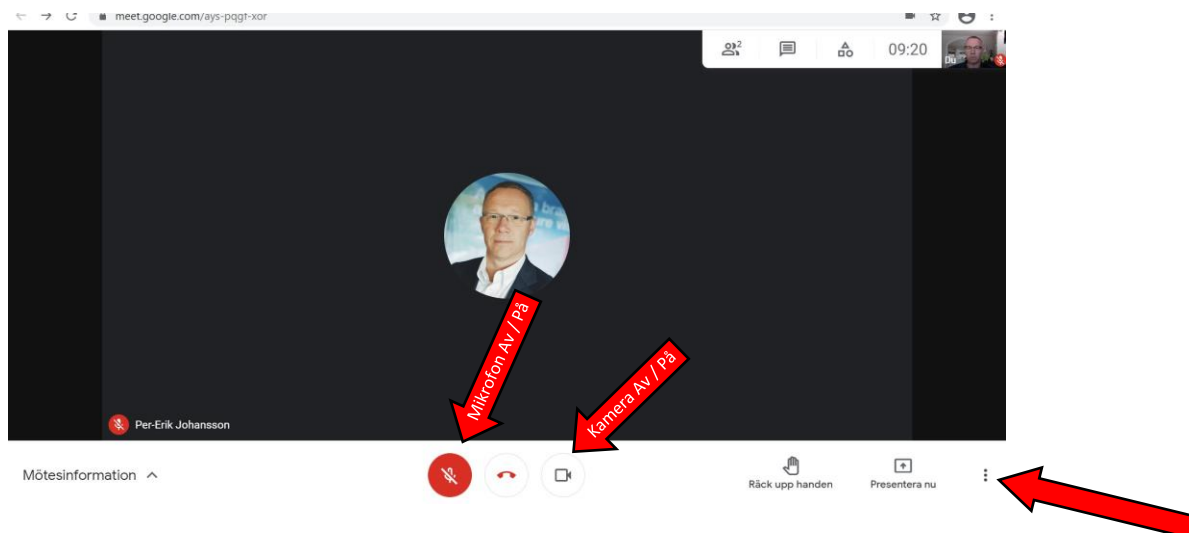 meet.google.com/ays-pqgf-xor
2
09:20
Du
Mikrofon Av / På
Kamera Av / På
Per-Erik Johansson
Mötesinformation
Räck upp handen
Presentera nu